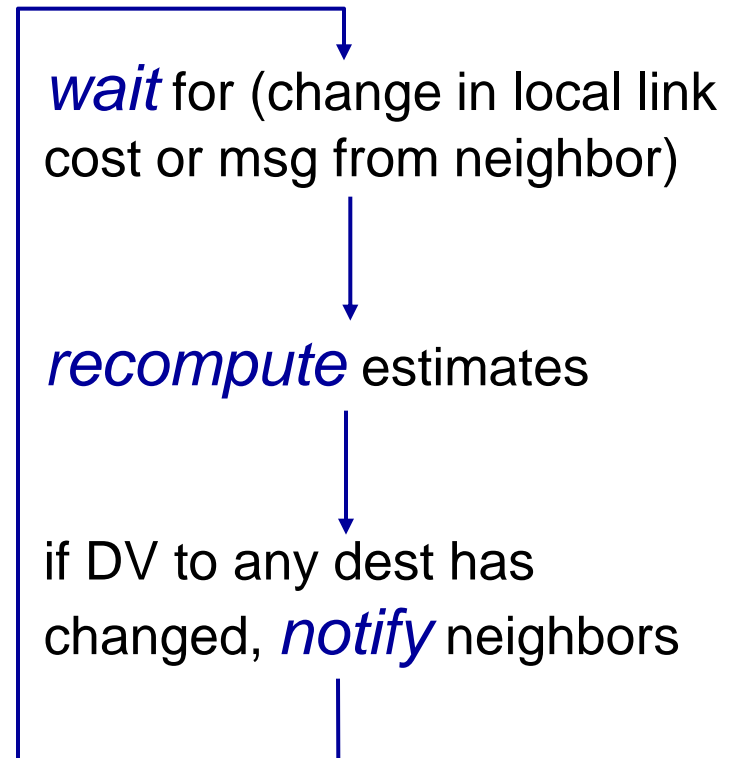 wait for (change in local link
cost or msg from neighbor)
recompute estimates
if DV to any dest has
changed, notify neighbors